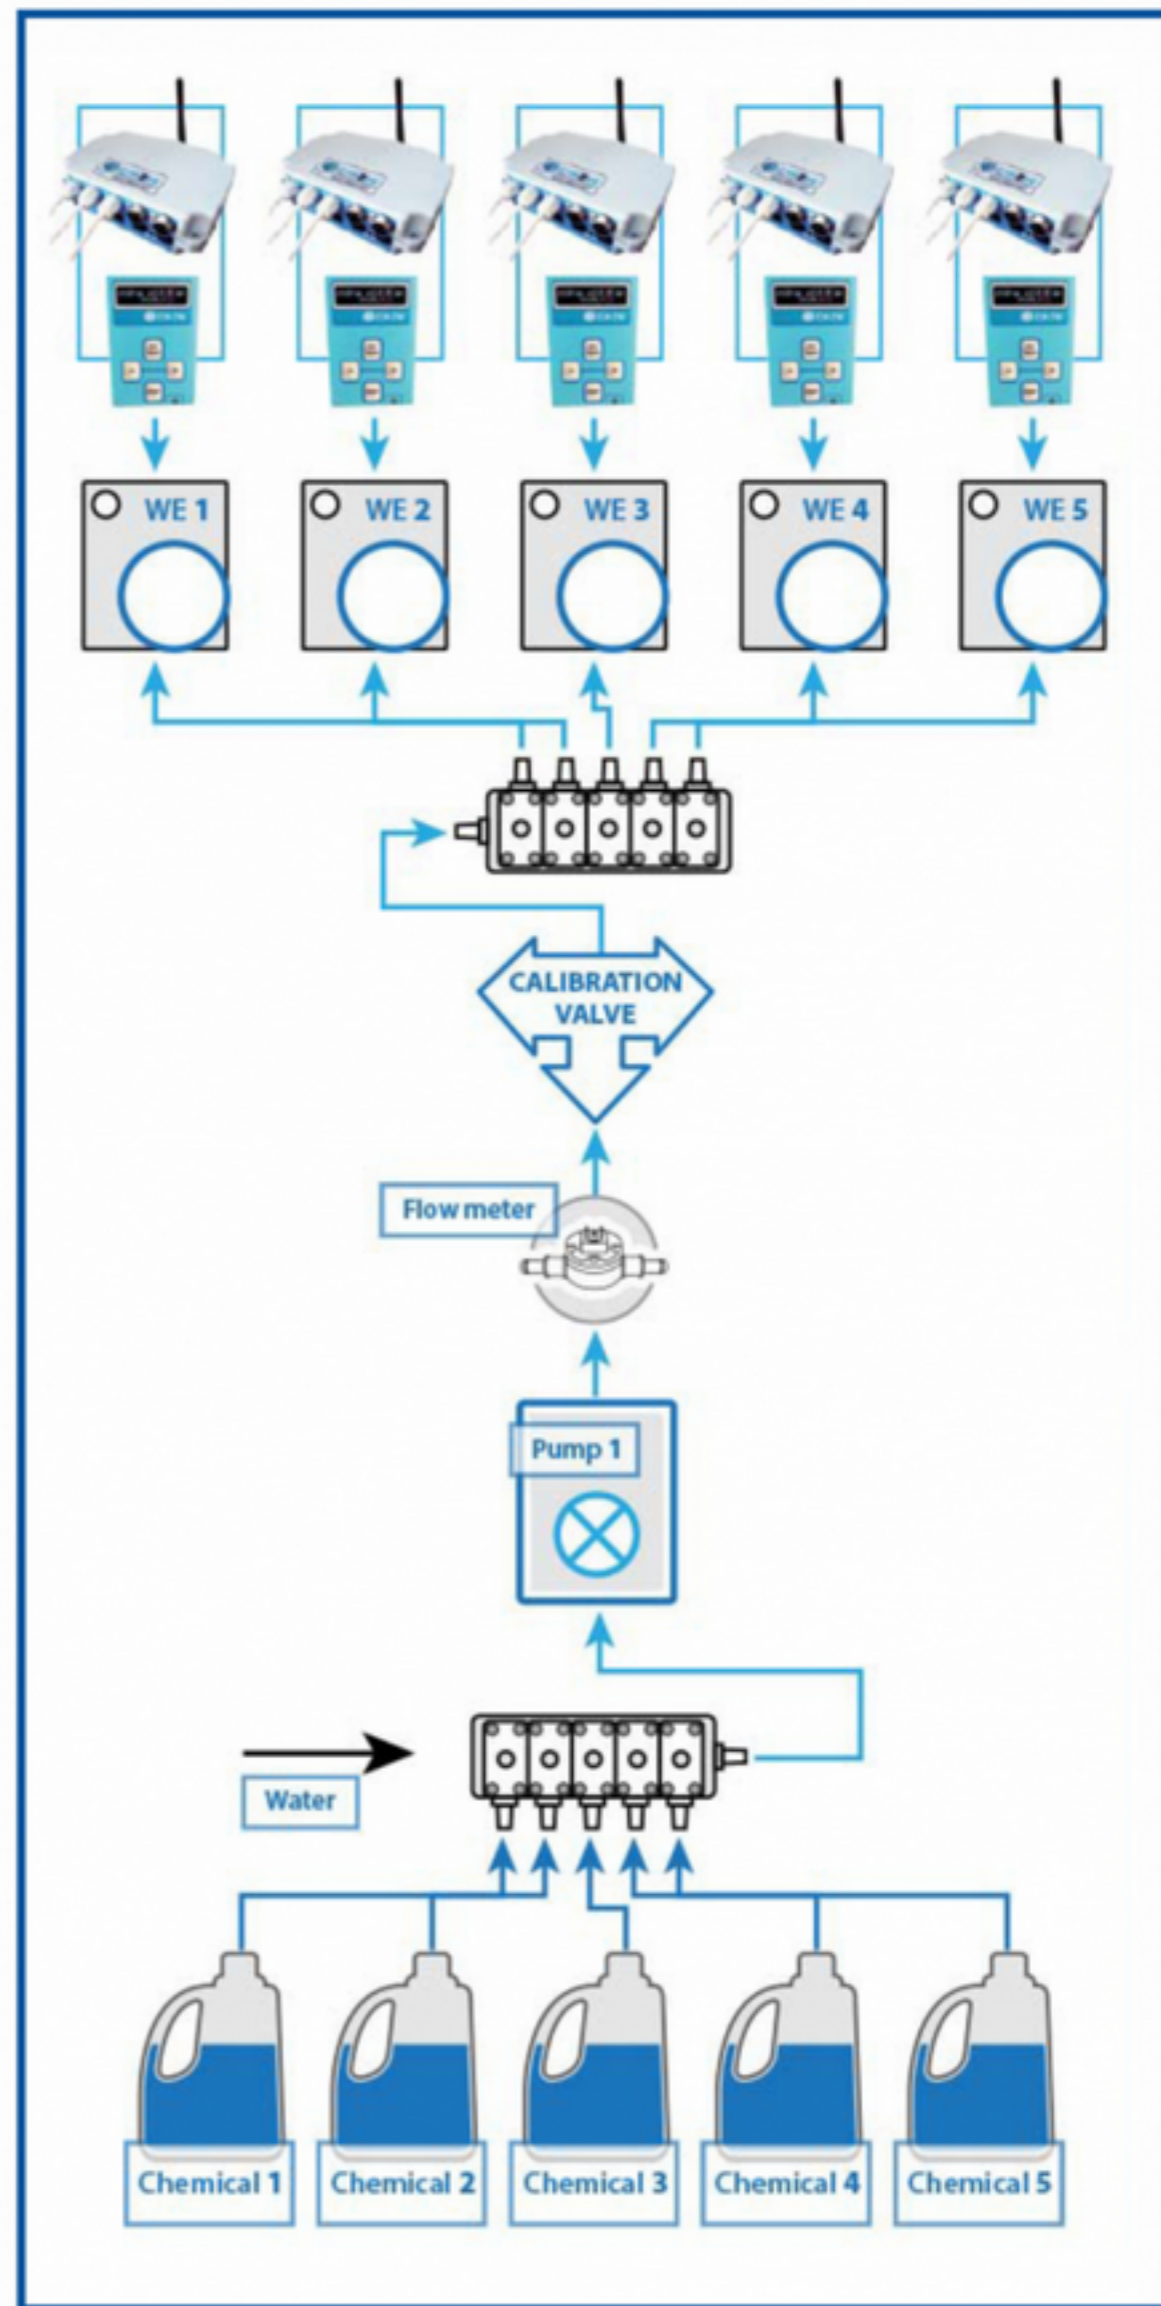 WE 1
WE 2
WE 3
WE 4
WE 5
CALIBRATION
VALVE
Flow meter
Pump 1
Water
Chemical 1
Chemical 2
Chemical 3
Chemical 4
Chemical 5